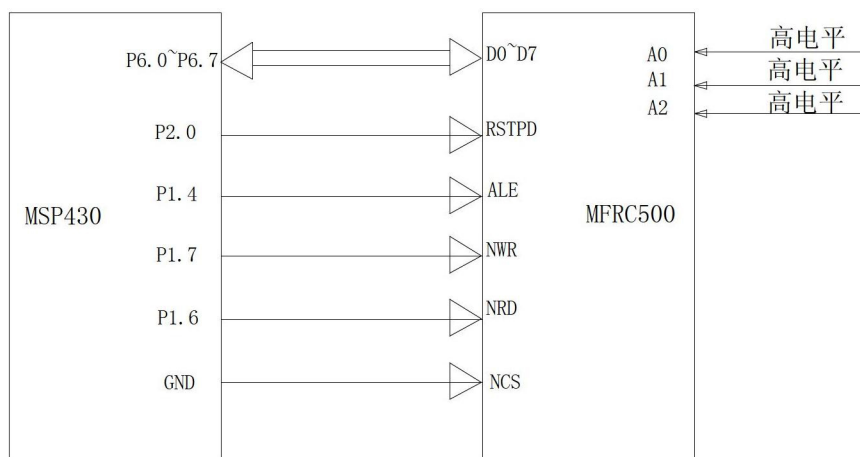 P6.0~P6.7 D0~D7 A0 高电平
A1 高电平
A2 高电平
P2.0 RSTPD
P1.4 ALE
MSP430 MFRC500
P1.7 NWR
P1.6 NRD
GND NCS